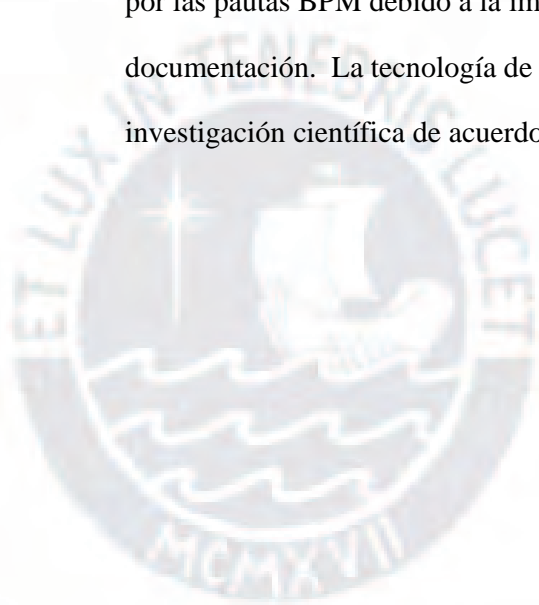 por las pautas BPM debido a la
documentación. La tecnología de
investigación científica de acuerdo
ET LUX IN TENEBRIS LUCET
MCMXVII